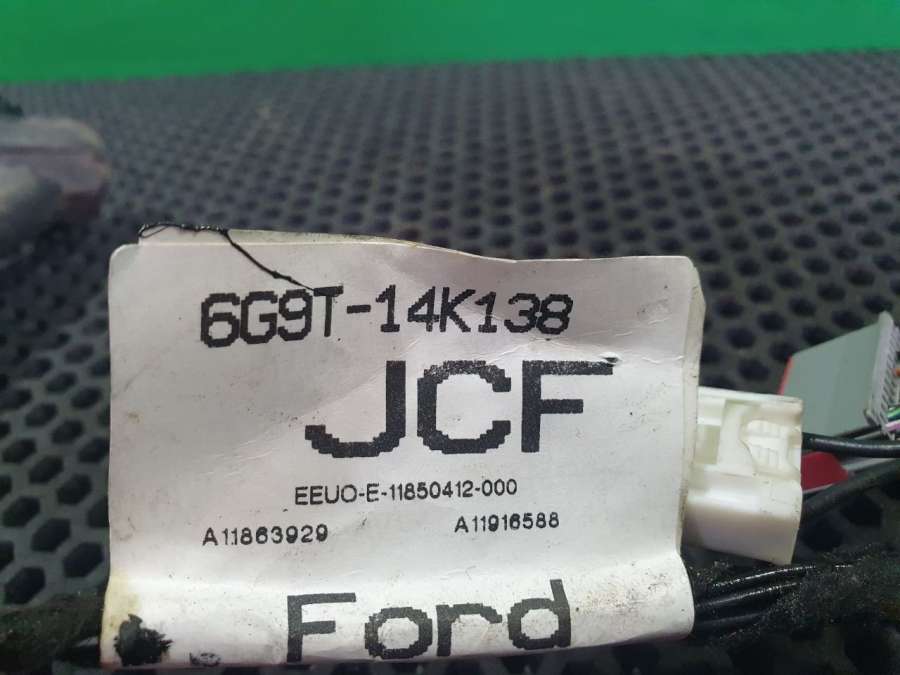 6G9T-14K138
JCF
EEUO-E-11850412-000
A11863929 A11916588
Ford